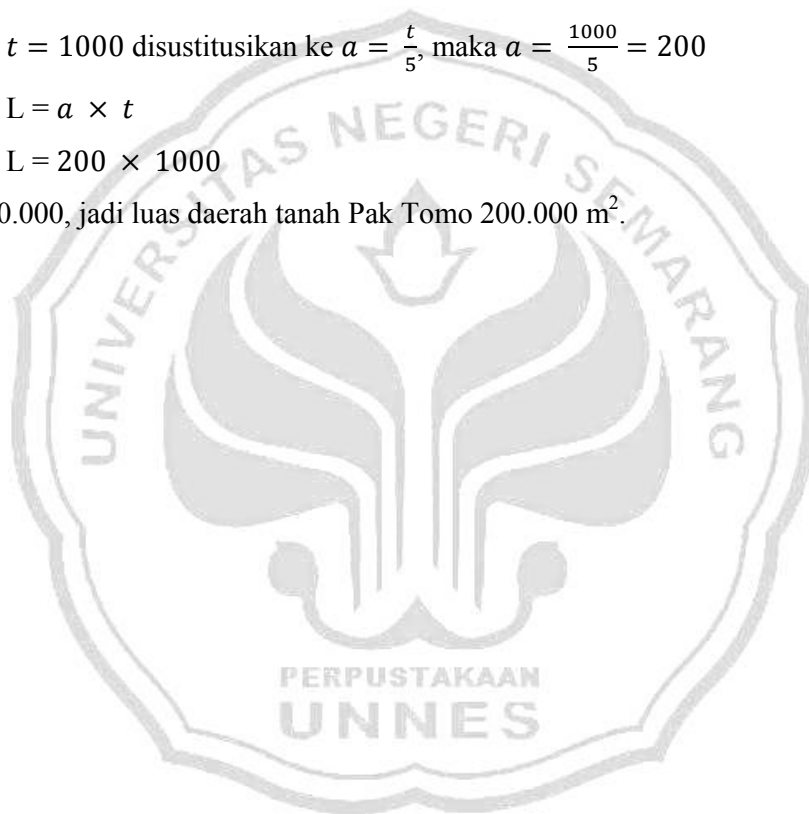 t = 1000 disustitusikan ke a = t/5, maka a = 1000/5 = 200
L = a × t
L = 200 × 1000
0.000, jadi luas daerah tanah Pak Tomo 200.000 m².
UNIVERSITAS NEGERI SEMARANG
PERPUSTAKAAN
UNNES